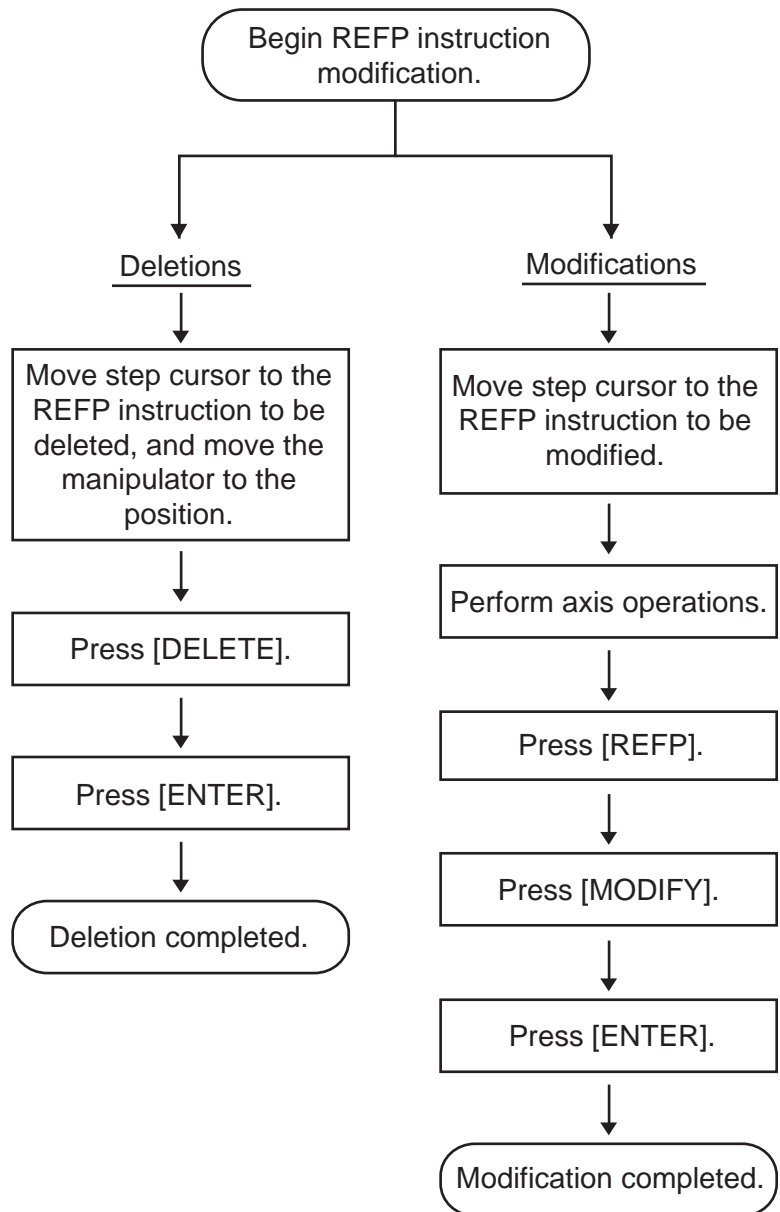 Begin REFP instruction
modification.
Deletions
Move step cursor to the
REFP instruction to be
deleted, and move the
manipulator to the
position.
Press [DELETE].
Press [ENTER].
Deletion completed.
Modifications
Move step cursor to the
REFP instruction to be
modified.
Perform axis operations.
Press [REFP].
Press [MODIFY].
Press [ENTER].
Modification completed.